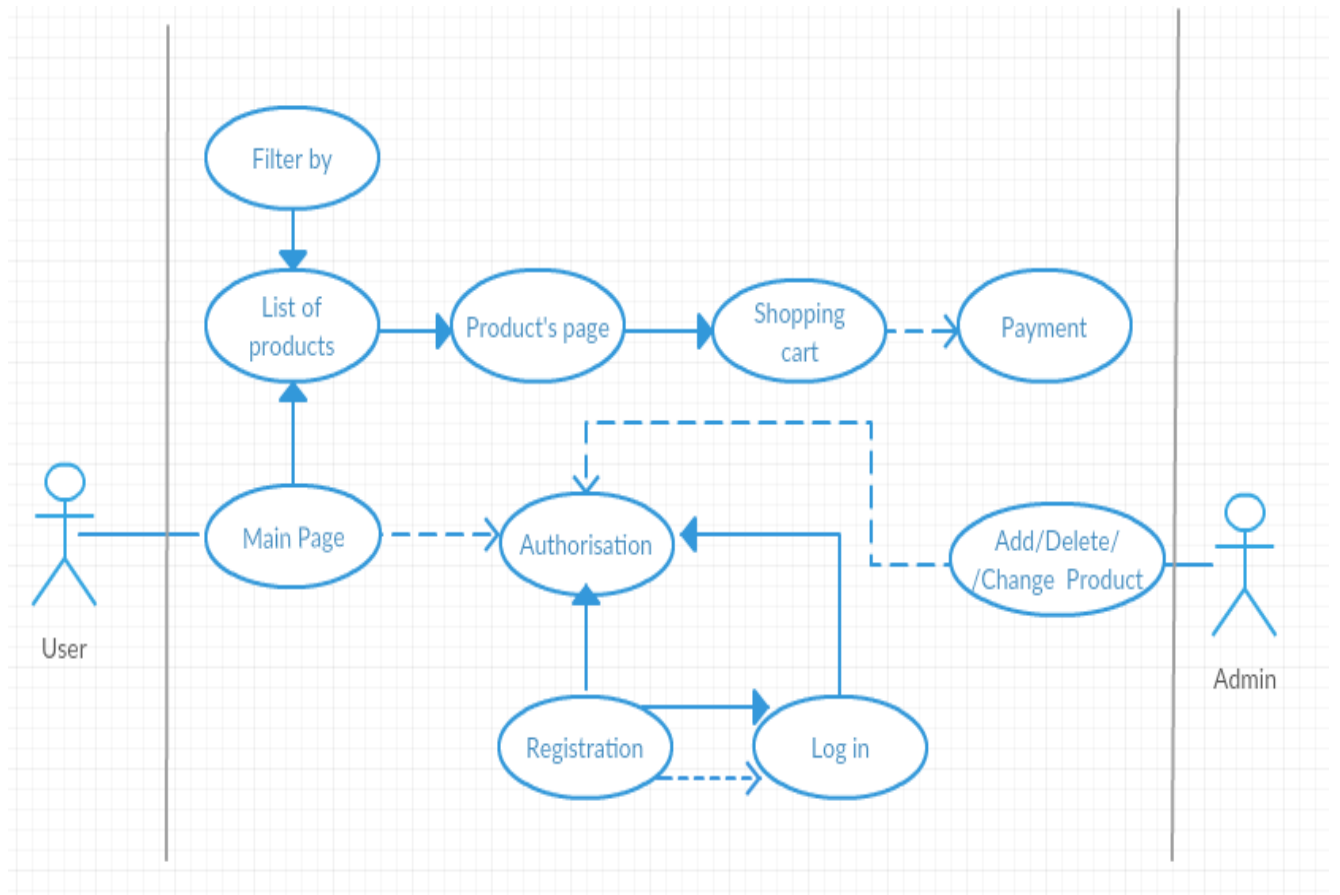 Filter by
List of
products
Product's page
Shopping
cart
Payment
Main Page
Authorisation
Add/Delete/
/Change Product
User
Admin
Registration
Log in